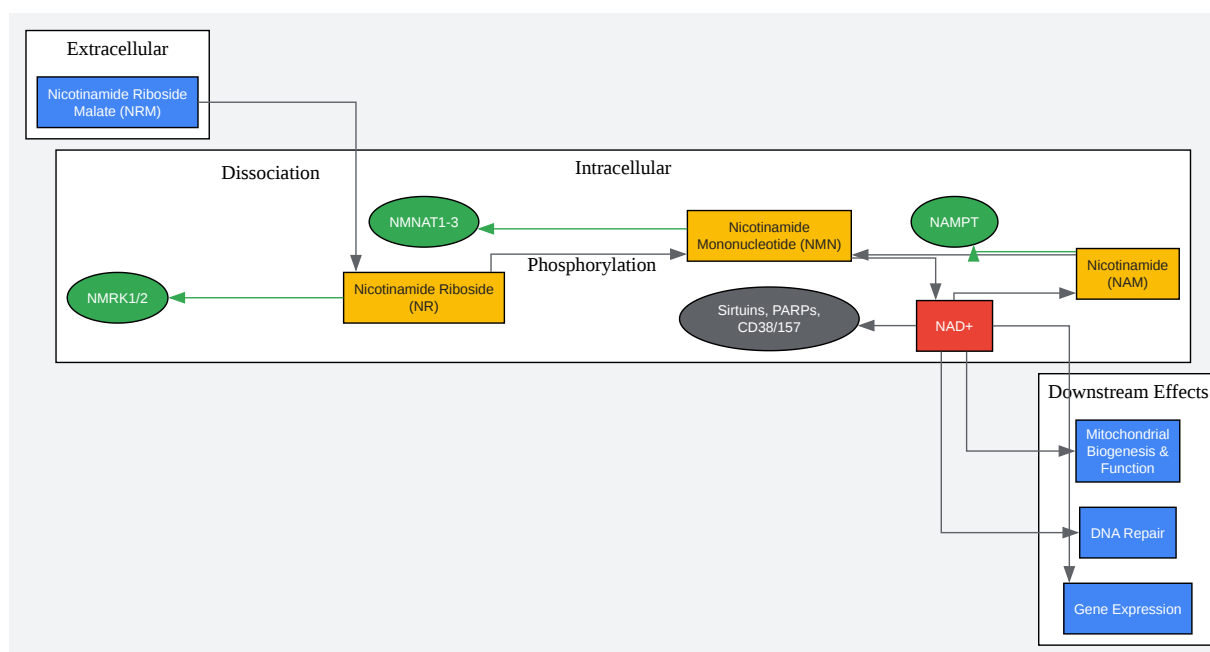 Extracellular
Nicotinamide Riboside
Malate (NRM)
Dissociation
Intracellular
NMNAT1-3
Nicotinamide
Mononucleotide (NMN)
NAMPT
Phosphorylation
Nicotinamide
(NAM)
NMRK1/2
Nicotinamide Riboside
(NR)
Sirtuins, PARPs,
CD38/157
NAD+
Downstream Effects
Mitochondrial
Biogenesis &
Function
DNA Repair
Gene Expression